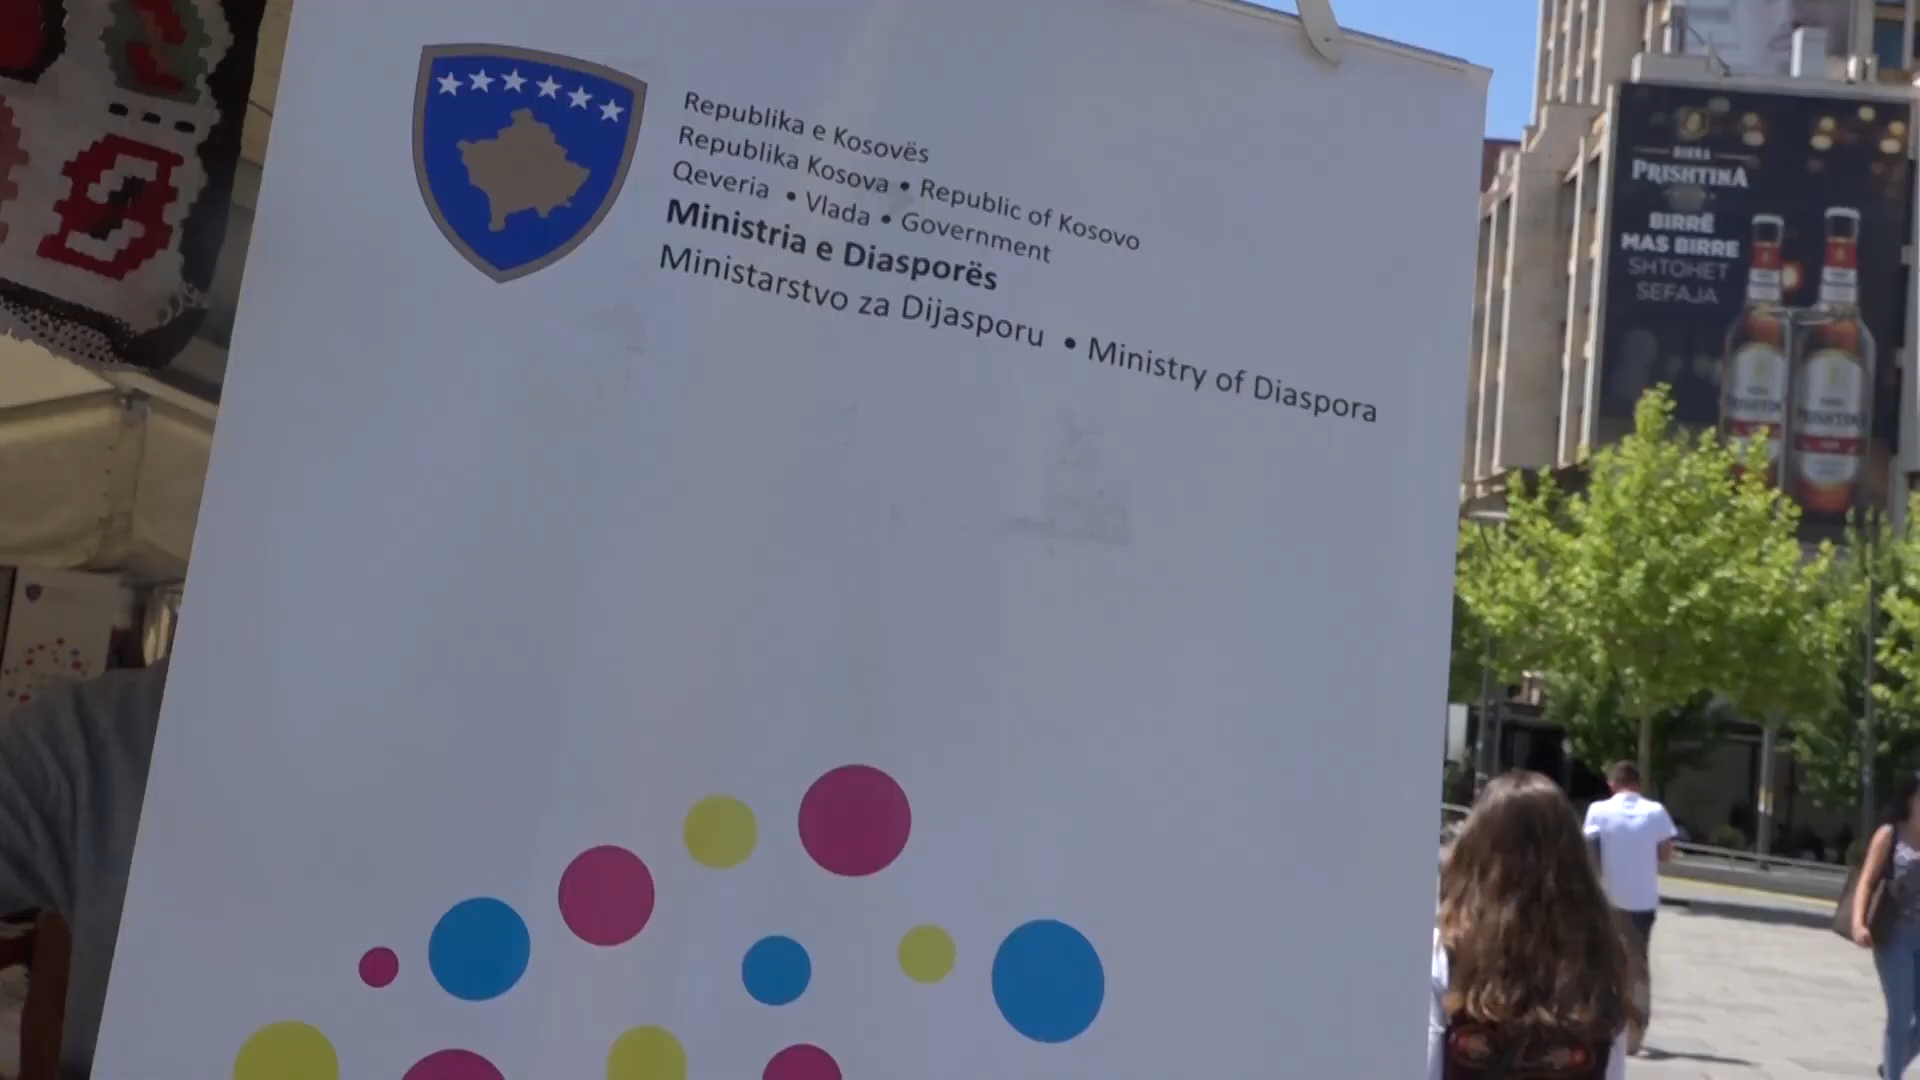 Republika e Kosovës
Republika Kosova • Republic of Kosovo
Qeveria • Vlada • Government
Ministria e Diasporës
Ministarstvo za Dijasporu • Ministry of Diaspora
BIRRA
PRISHTINA
BIRRË
MAS BIRRE
SHTOHET
SEFAJA